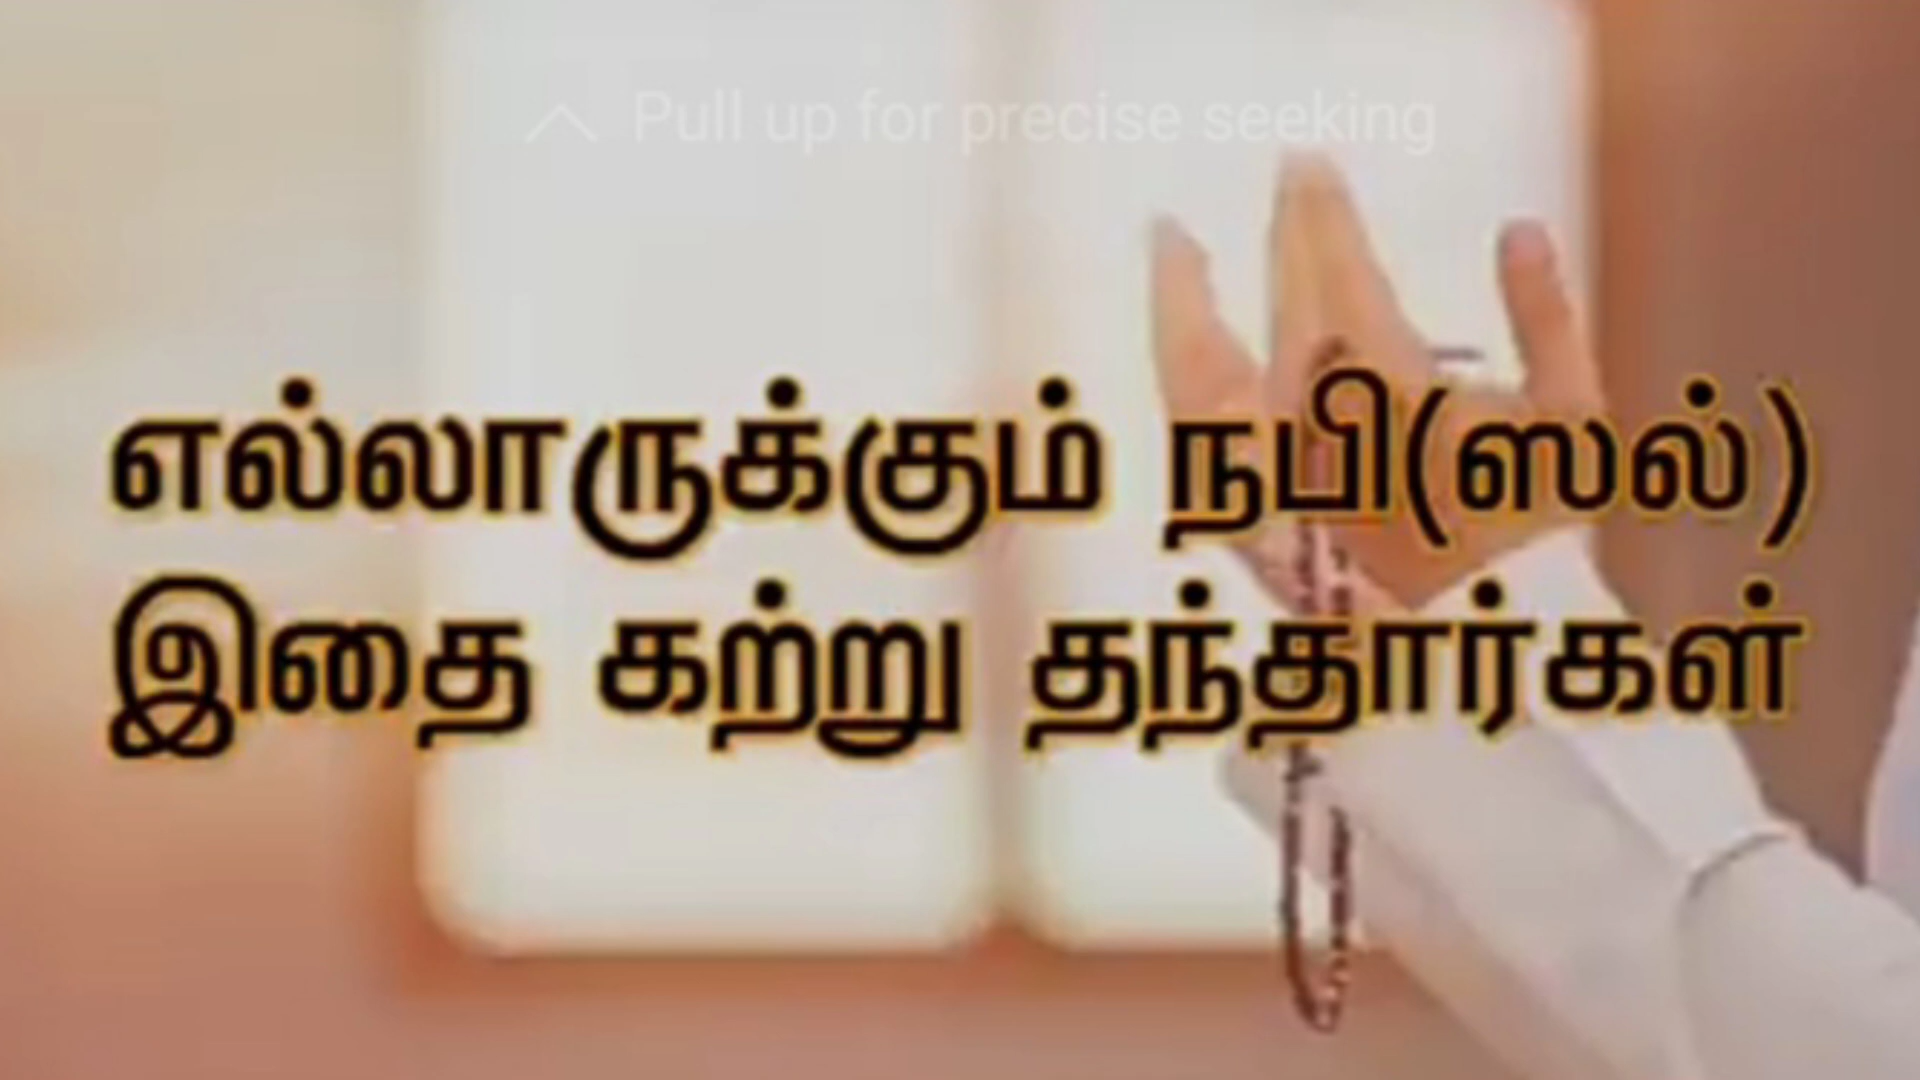 Pull up for precise seeking
எல்லாருக்கும் நபி(ஸல்)
இதை கற்று தந்தார்கள்